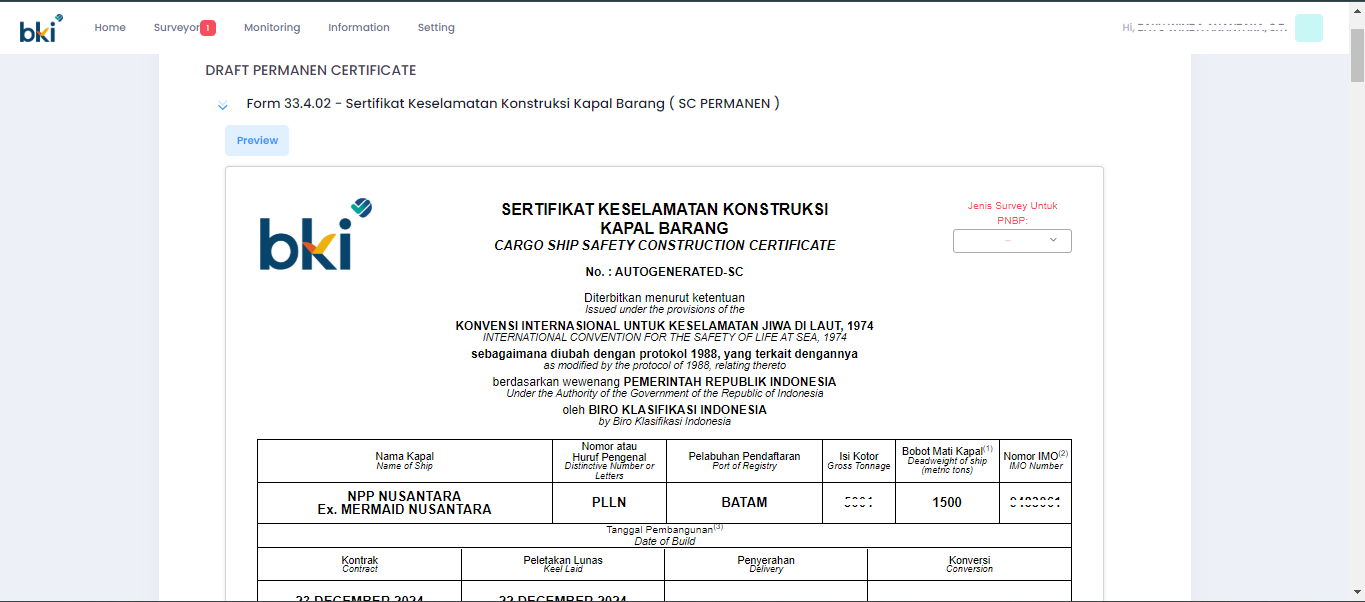 bki
Home
Surveyor 1
Monitoring
Information
Setting
Hi,
DRAFT PERMANEN CERTIFICATE
Form 33.4.02 - Sertifikat Keselamatan Konstruksi Kapal Barang ( SC PERMANEN )
Preview
bki
SERTIFIKAT KESELAMATAN KONSTRUKSI
KAPAL BARANG
CARGO SHIP SAFETY CONSTRUCTION CERTIFICATE
No. : AUTOGENERATED-SC
Jenis Survey Untuk
PNBP:
–
Diterbitkan menurut ketentuan
Issued under the provisions of the
KONVENSI INTERNASIONAL UNTUK KESELAMATAN JIWA DI LAUT, 1974
INTERNATIONAL CONVENTION FOR THE SAFETY OF LIFE AT SEA, 1974
sebagaimana diubah dengan protokol 1988, yang terkait dengannya
as modified by the protocol of 1988, relating thereto
berdasarkan wewenang PEMERINTAH REPUBLIK INDONESIA
Under the Authority of the Government of the Republic of Indonesia
oleh BIRO KLASIFIKASI INDONESIA
by Biro Klasifikasi Indonesia
Nama Kapal
Name of Ship
Nomor atau
Huruf Pengenal
Distinctive Number or
Letters
Pelabuhan Pendaftaran
Port of Registry
Isi Kotor
Gross Tonnage
Bobot Mati Kapal(1)
Deadweight of ship
(metric tons)
Nomor IMO(2)
IMO Number
NPP NUSANTARA
Ex. MERMAID NUSANTARA
PLLN
BATAM
1500
Tanggal Pembangunan(3)
Date of Build
Kontrak
Contract
Peletakan Lunas
Keel Laid
Penyerahan
Delivery
Konversi
Conversion
DECEMBER 2024
DECEMBER 2024